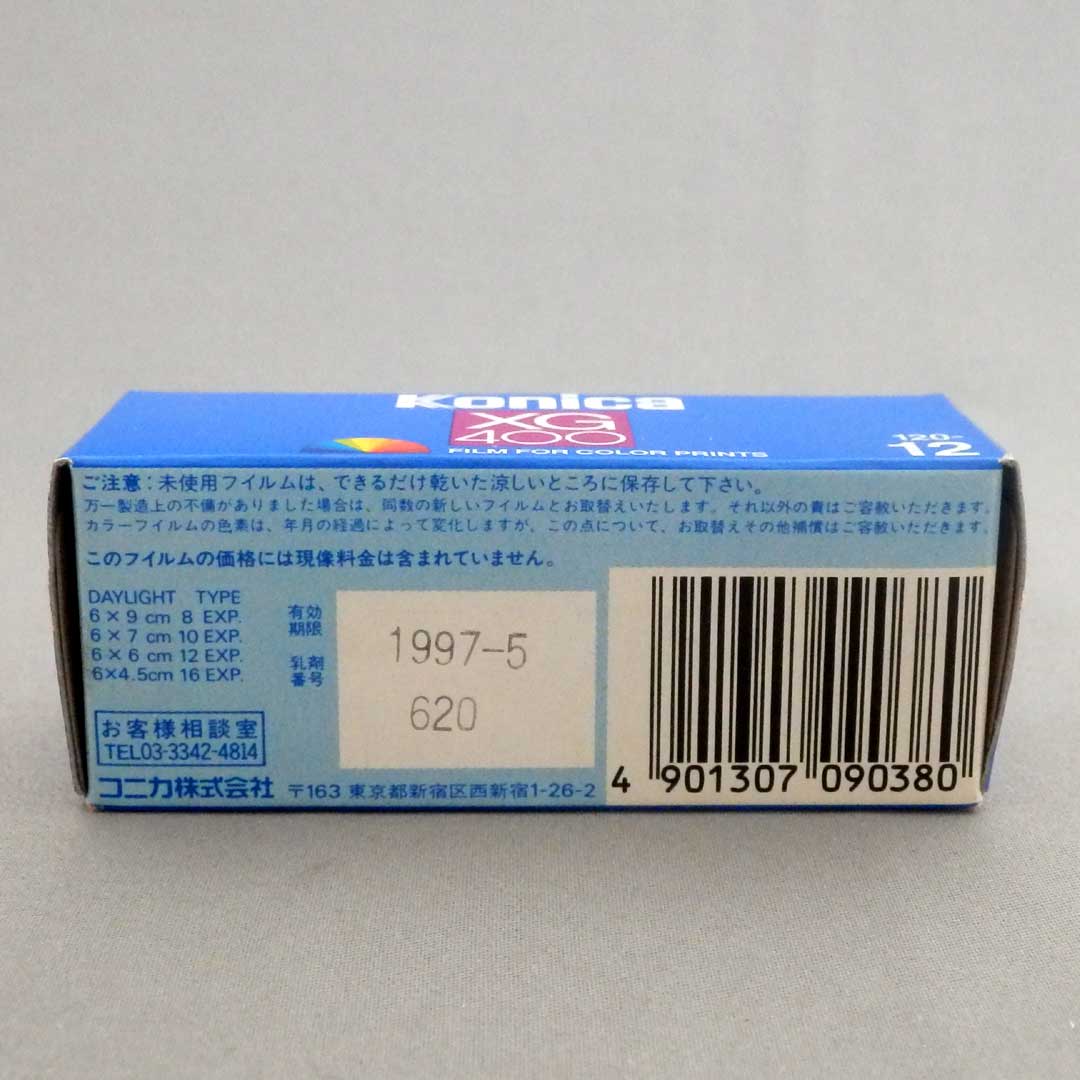 Konica
XG
400
FILM FOR COLOR PRINTS
120-
12
ご注意：未使用フイルムは、できるだけ乾いた涼しいところに保存して下さい。
万一製造上の不備がありました場合は、同数の新しいフイルムとお取替えいたします。それ以外の責はご容赦いただきます。
カラーフイルムの色素は、年月の経過によって変化しますが、この点について、お取替えその他補償はご容赦いただきます。
このフイルムの価格には現像料金は含まれていません。
DAYLIGHT TYPE
6×9 cm 8 EXP.
6×7 cm 10 EXP.
6×6 cm 12 EXP.
6×4.5cm 16 EXP.
有効
期限
1997-5
乳剤
番号
620
お客様相談室
TEL03-3342-4814
コニカ株式会社 〒163 東京都新宿区西新宿1-26-2
4 901307 090380